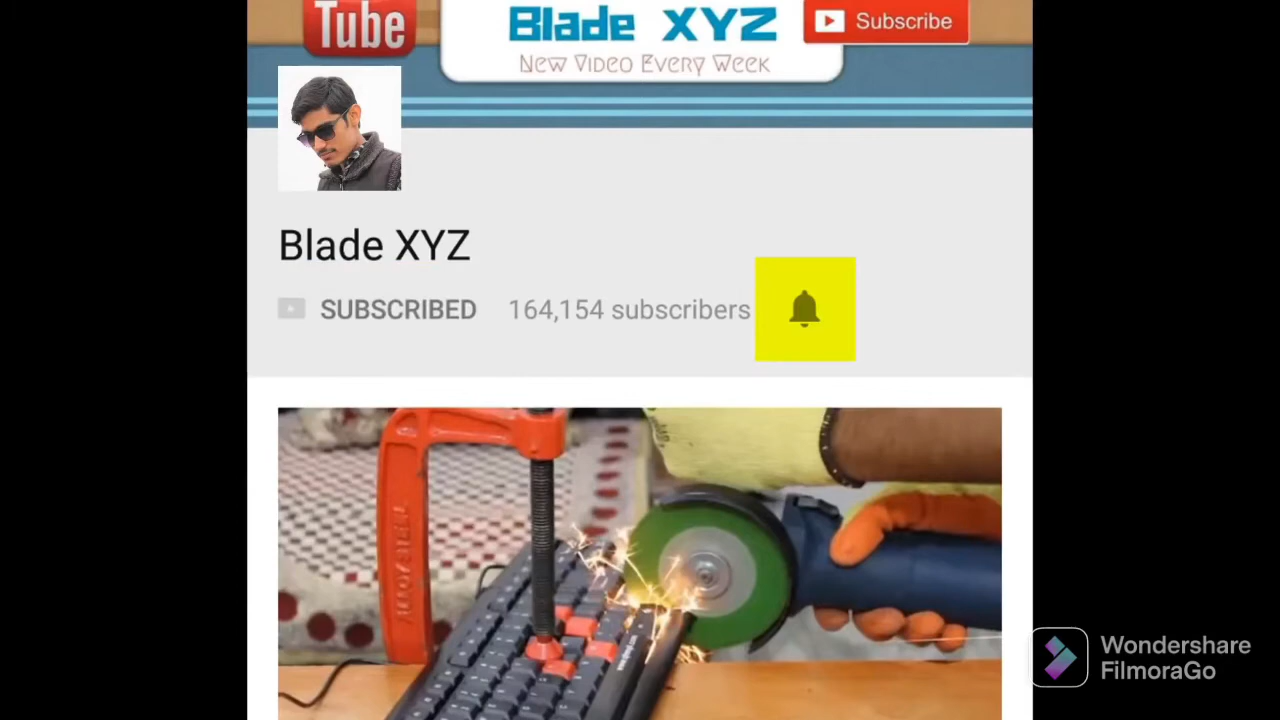 Tube
Blade XYZ
Subscribe
New Video Every Week
Blade XYZ
SUBSCRIBED 164,154 subscribers
Wondershare
FilmoraGo